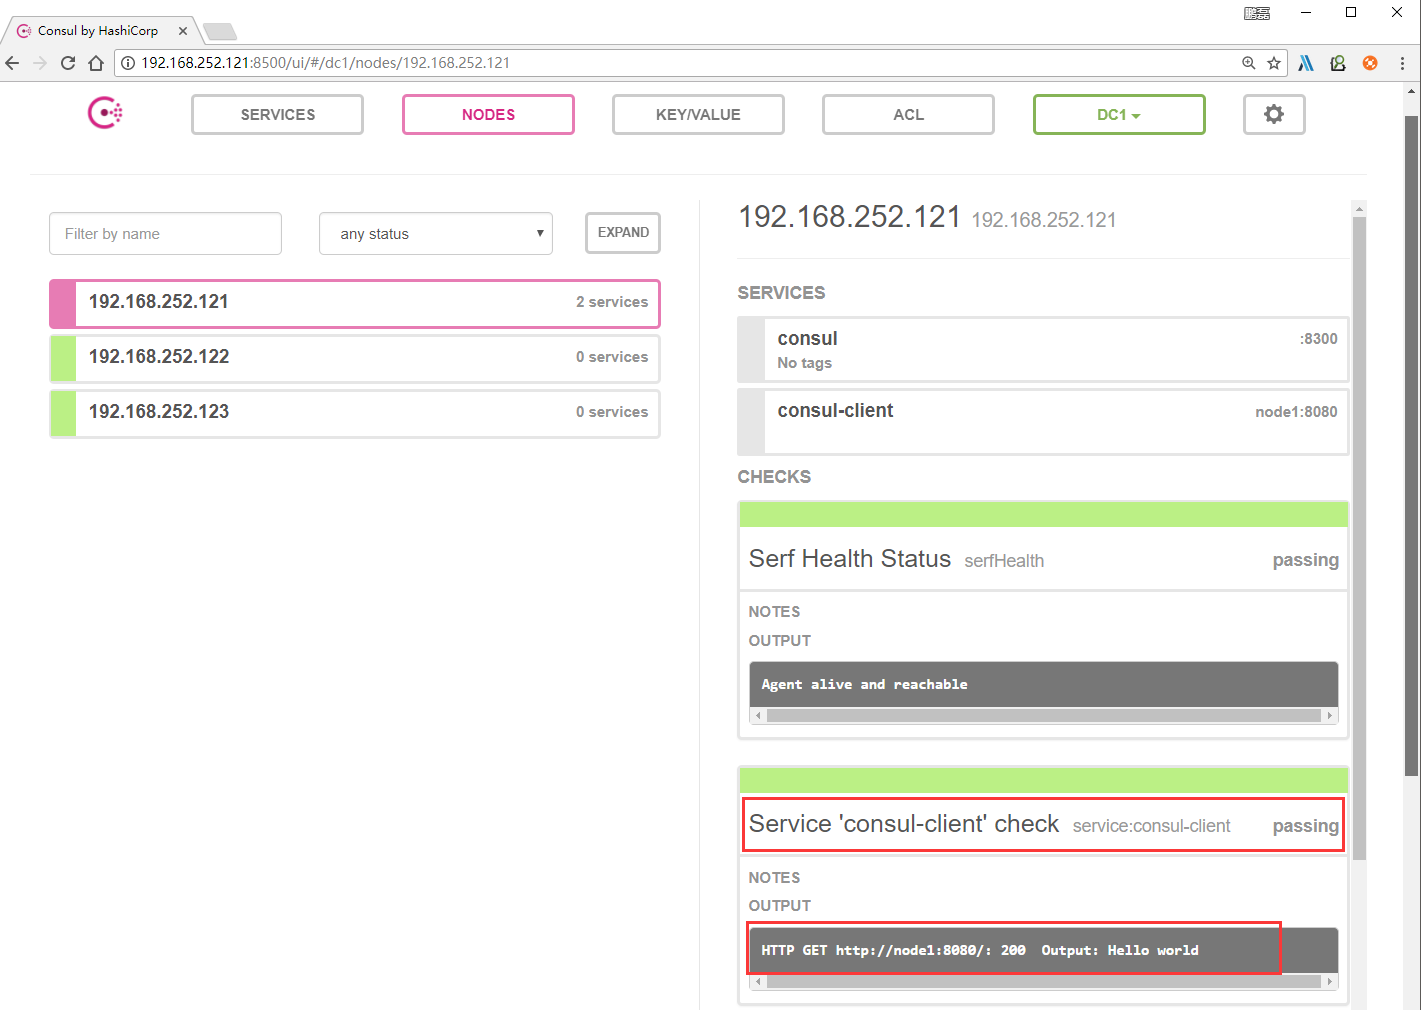 鹏磊
Consul by HashiCorp
192.168.252.121:8500/ui/#/dc1/nodes/192.168.252.121
SERVICES
NODES
KEY/VALUE
ACL
DC1
Filter by name
any status
EXPAND
192.168.252.121 2 services
192.168.252.122 0 services
192.168.252.123 0 services
192.168.252.121 192.168.252.121
SERVICES
consul :8300
No tags
consul-client node1:8080
CHECKS
Serf Health Status serfHealth passing
NOTES
OUTPUT
Agent alive and reachable
Service 'consul-client' check service:consul-client passing
NOTES
OUTPUT
HTTP GET http://node1:8080/: 200 Output: Hello world